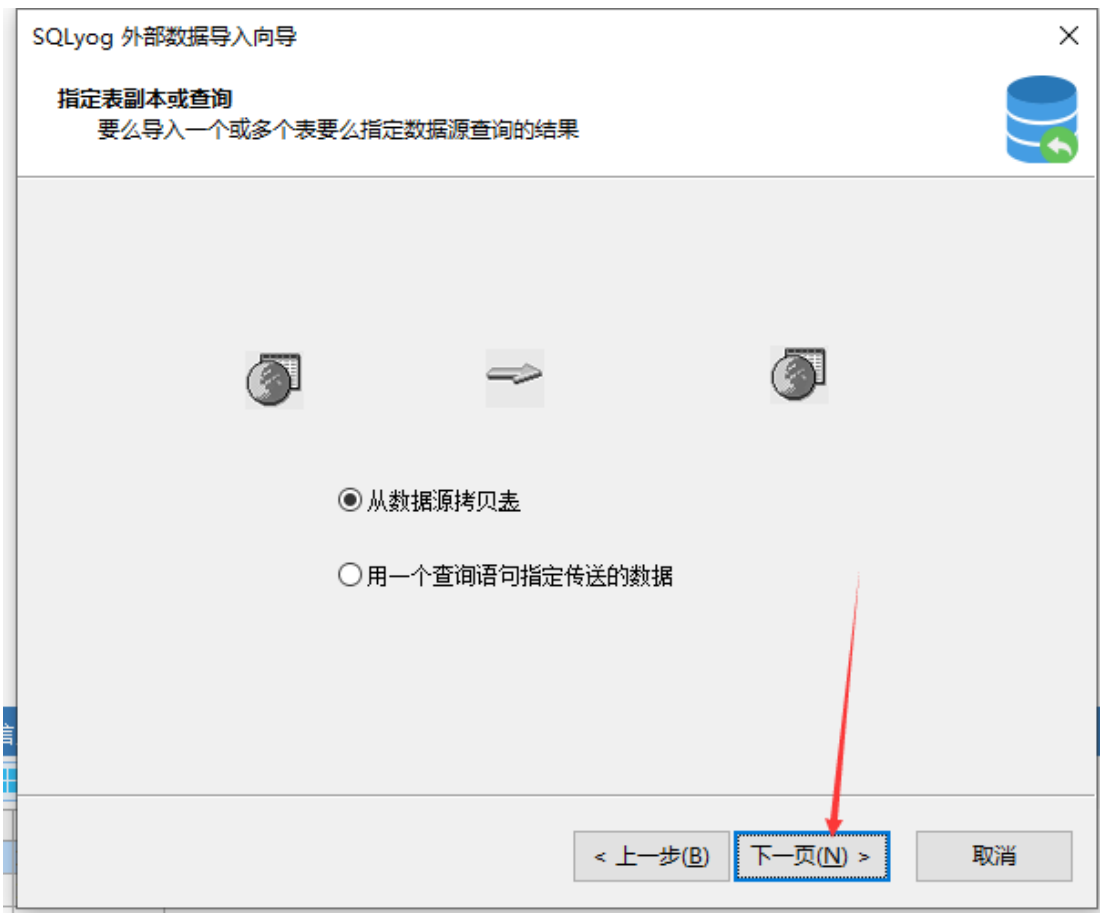 SQLyog 外部数据导入向导
指定表副本或查询
要么导入一个或多个表要么指定数据源查询的结果
从数据源拷贝表
用一个查询语句指定传送的数据
< 上一步(B)
下一页(N) >
取消